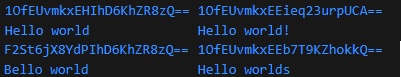 1OfEUvmkxEHIhD6KhZR8zQ== 1OfEUvmkxEEieq23urpUCA==
Hello world Hello world!
F2St6jX8YdPIhD6KhZR8zQ== 1OfEUvmkxEEb7T9KZhokkQ==
Bello world Hello worlds